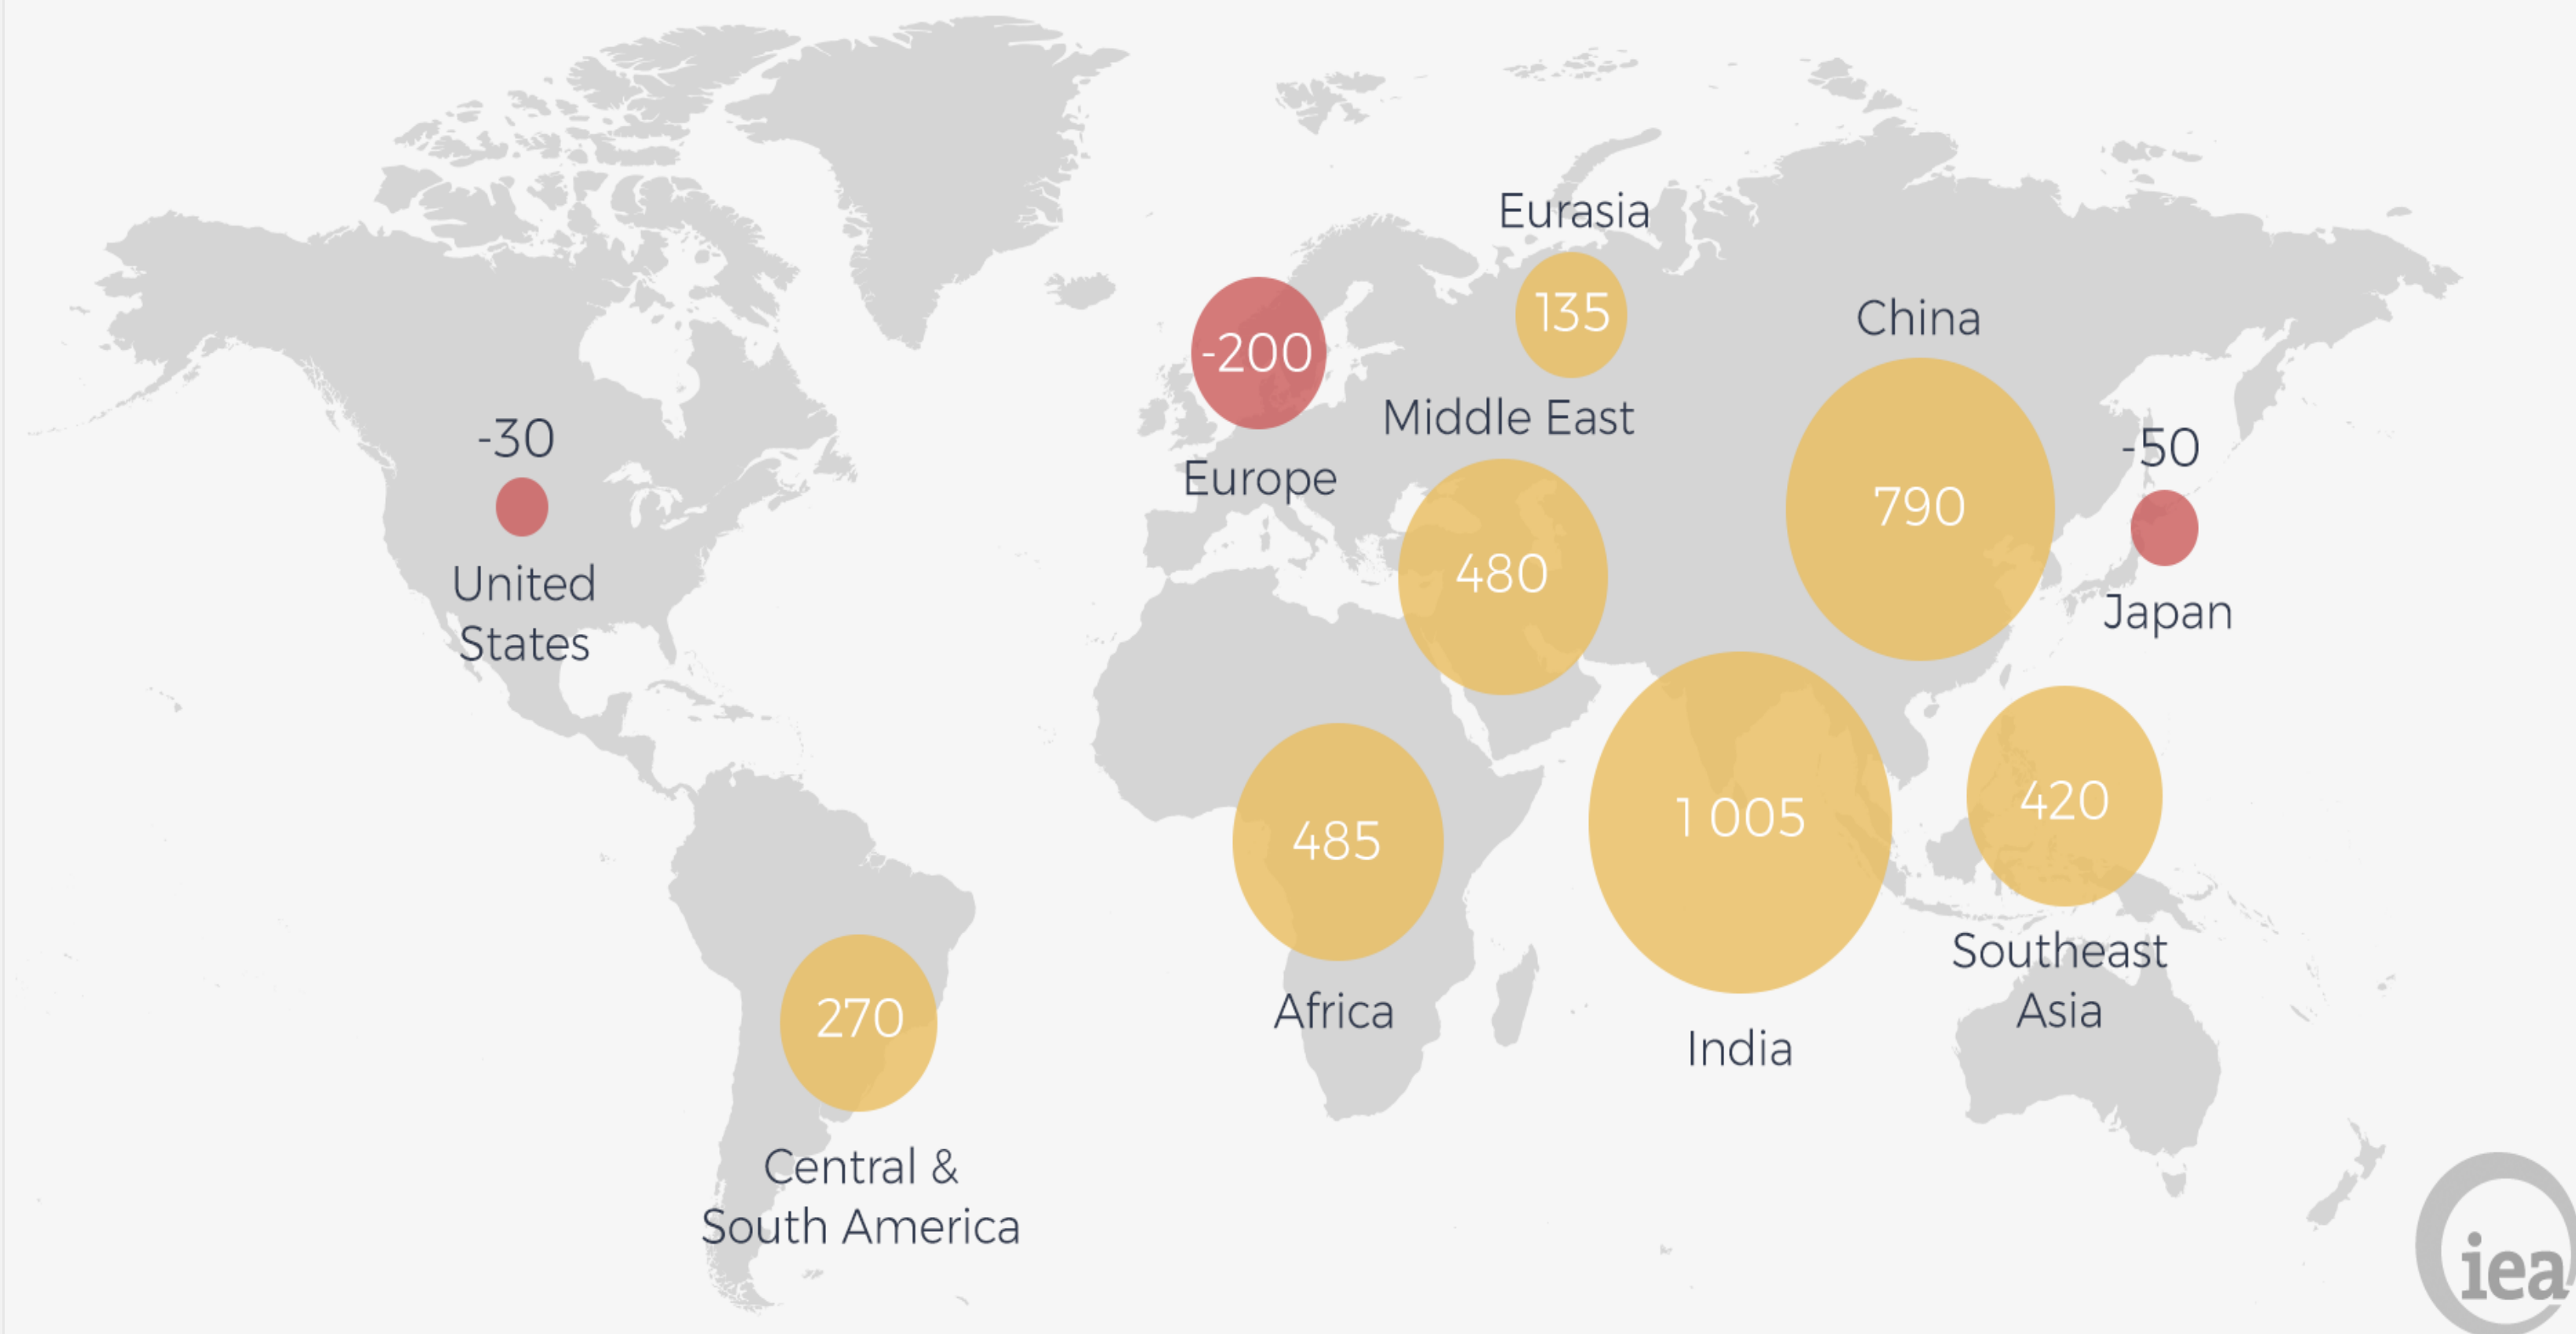 Eurasia
135
China
-200
Middle East
-30
-50
Europe
790
480
United
States
Japan
420
1 005
485
Southeast
Asia
270
Africa
India
Central &
South America
iea